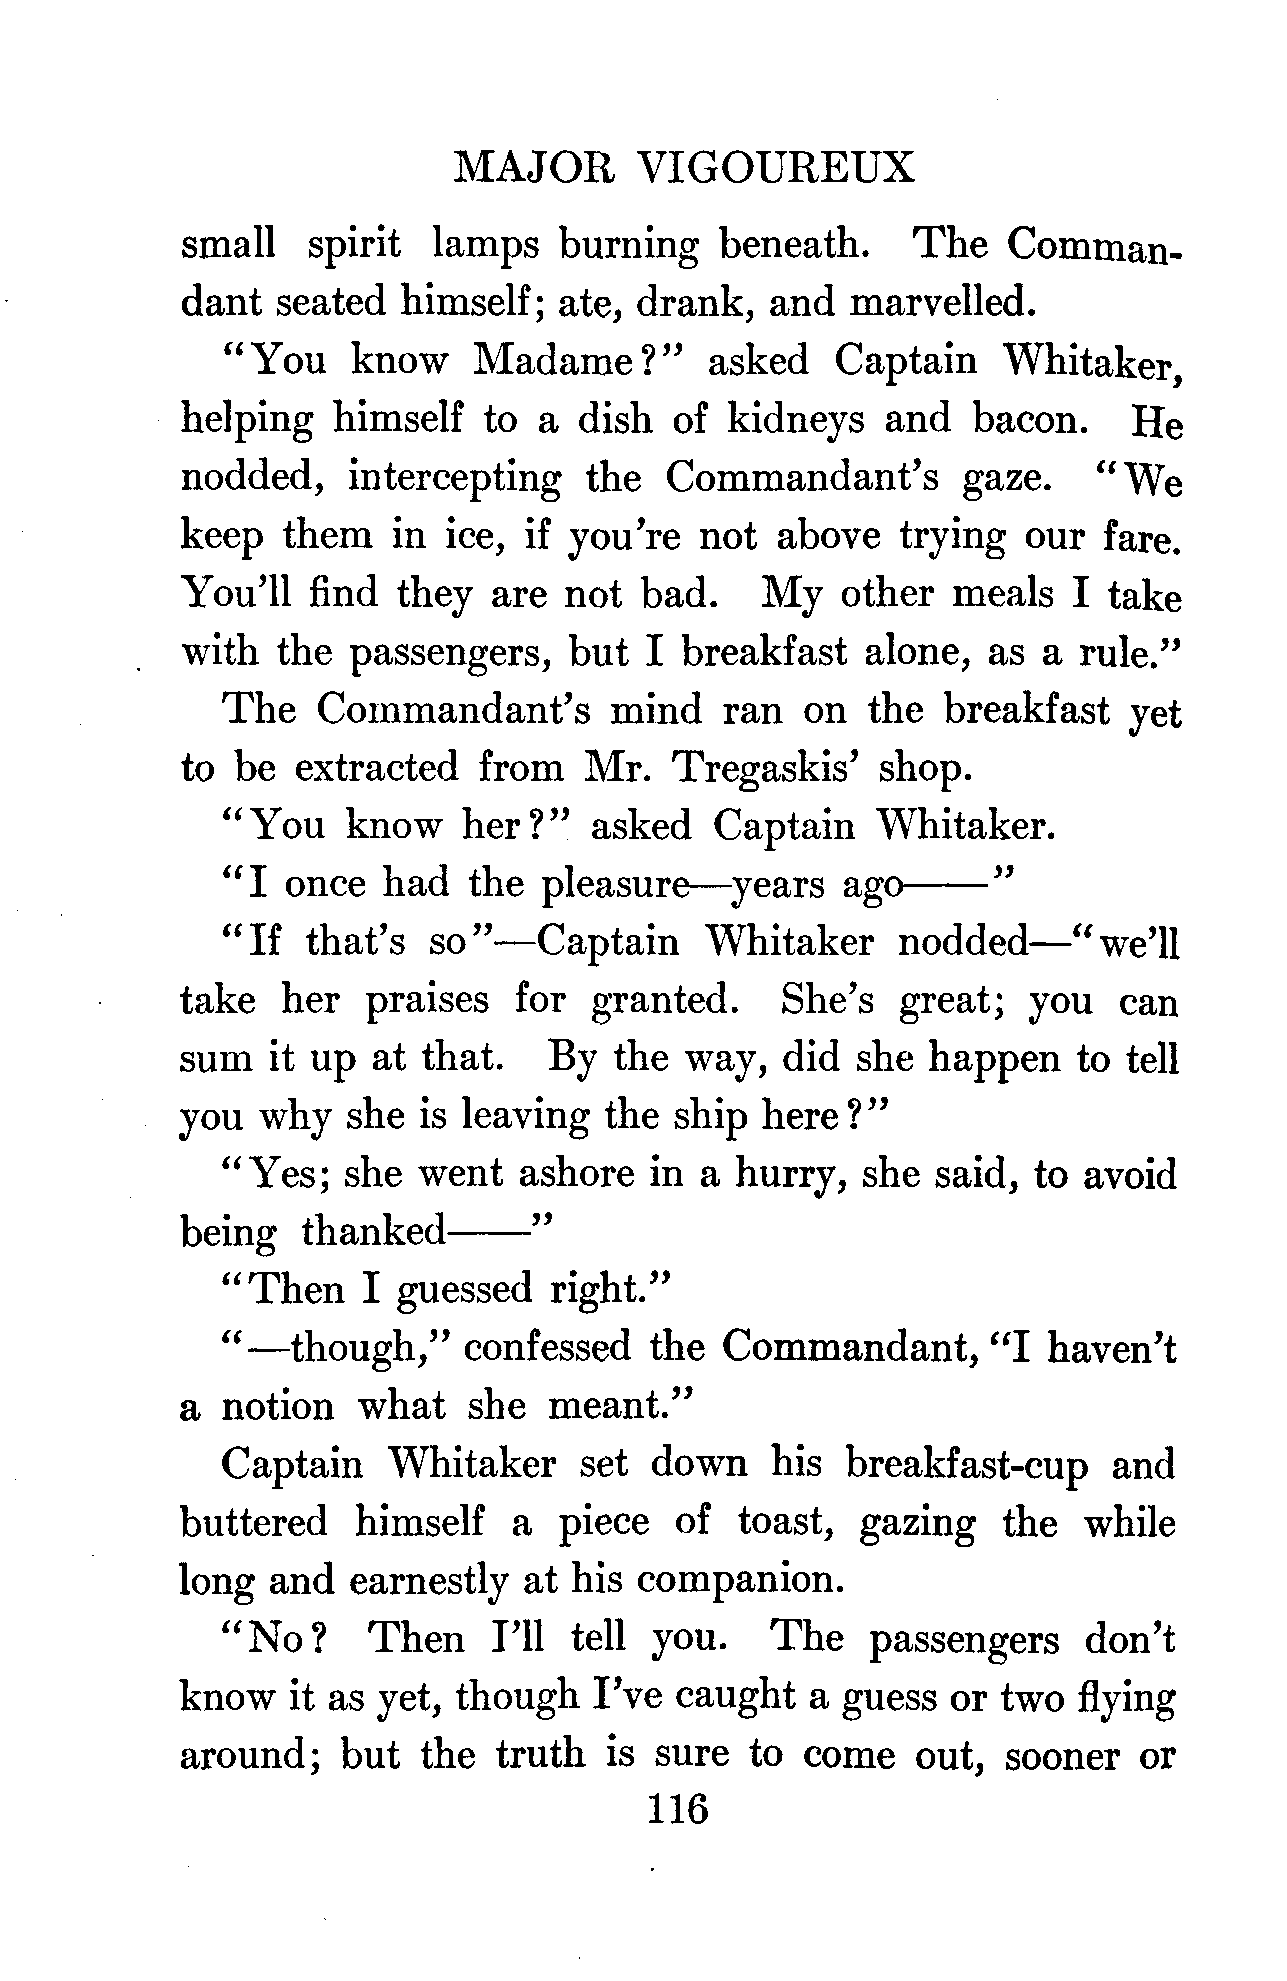 MAJOR VIGOUREUX
small spirit lamps burning beneath. The Comman-
dant seated himself; ate, drank, and marvelled.
"You know Madame?" asked Captain Whitaker,
helping himself to a dish of kidneys and bacon. He
nodded, intercepting the Commandant's gaze. "We
keep them in ice, if you're not above trying our fare.
You'll find they are not bad. My other meals I take
with the passengers, but I breakfast alone, as a rule."
The Commandant's mind ran on the breakfast yet
to be extracted from Mr. Tregaskis' shop.
"You know her?" asked Captain Whitaker.
"I once had the pleasure—years ago——"
"If that's so"—Captain Whitaker nodded—"we'll
take her praises for granted. She's great; you can
sum it up at that. By the way, did she happen to tell
you why she is leaving the ship here?"
"Yes; she went ashore in a hurry, she said, to avoid
being thanked——"
"Then I guessed right."
"—though," confessed the Commandant, "I haven't
a notion what she meant."
Captain Whitaker set down his breakfast-cup and
buttered himself a piece of toast, gazing the while
long and earnestly at his companion.
"No? Then I'll tell you. The passengers don't
know it as yet, though I've caught a guess or two flying
around; but the truth is sure to come out, sooner or
116